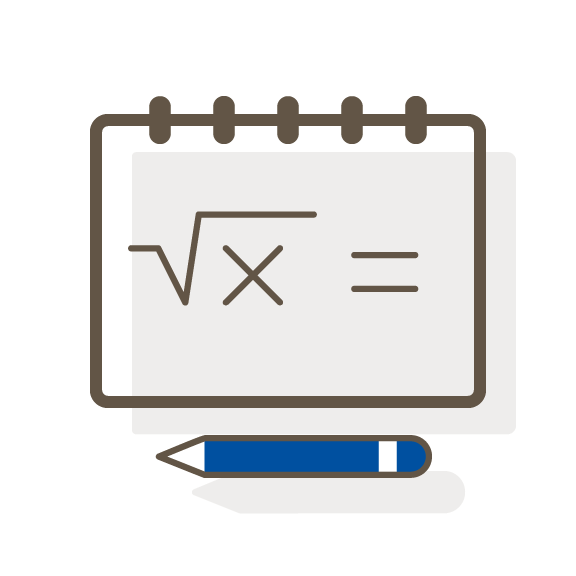 √x =